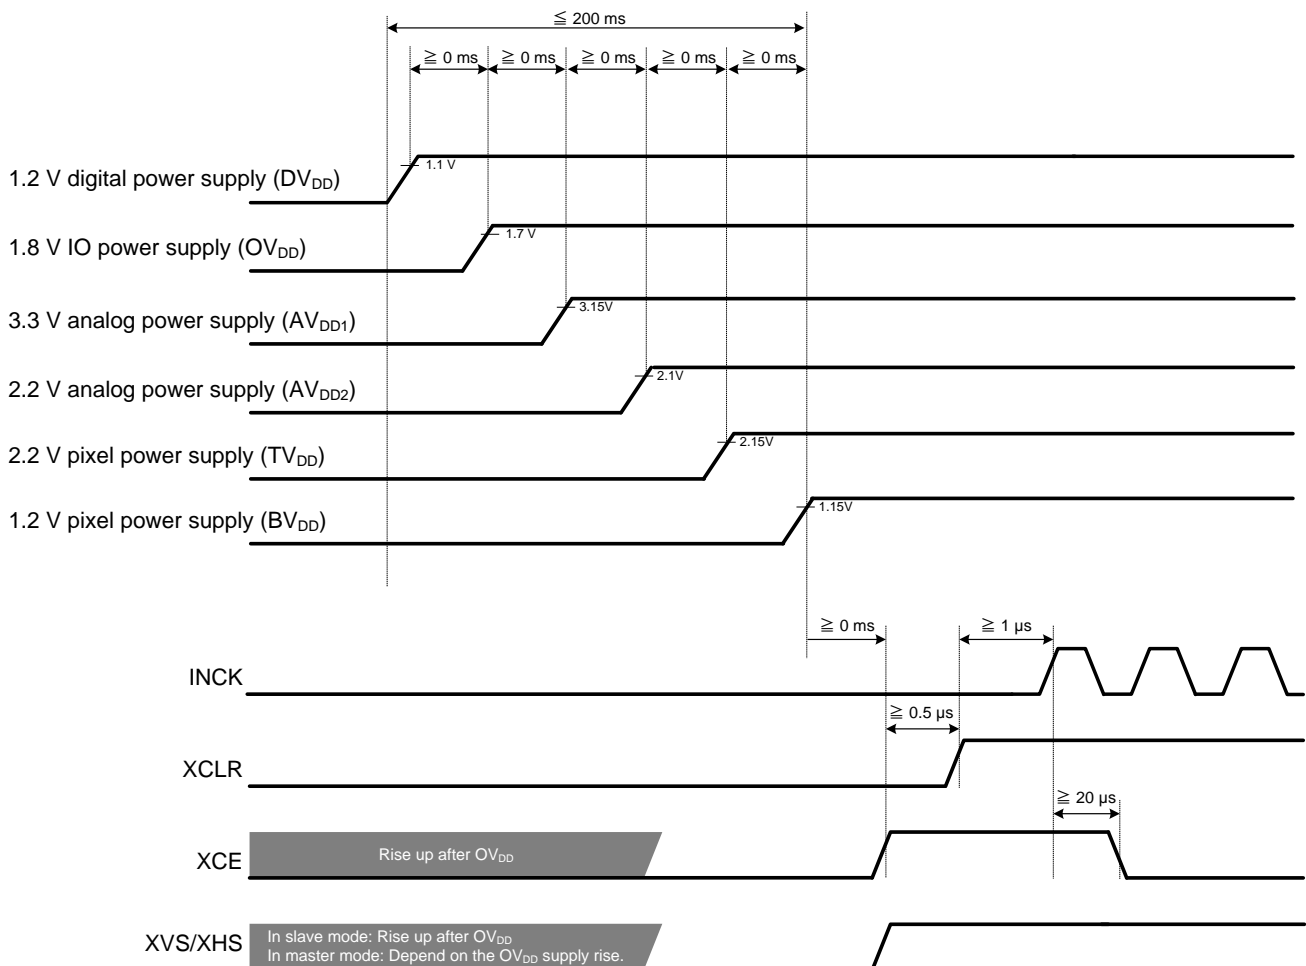 ≦ 200 ms
≧ 0 ms ≧ 0 ms ≧ 0 ms ≧ 0 ms ≧ 0 ms
1.2 V digital power supply (DVDD)
1.1 V
1.8 V IO power supply (OVDD)
1.7 V
3.3 V analog power supply (AVDD1)
3.15V
2.2 V analog power supply (AVDD2)
2.1V
2.2 V pixel power supply (TVDD)
2.15V
1.2 V pixel power supply (BVDD)
1.15V
≧ 0 ms
≧ 1 μs
INCK
≧ 0.5 μs
XCLR
≧ 20 μs
XCE
Rise up after OVDD
XVS/XHS
In slave mode: Rise up after OVDD
In master mode: Depend on the OVDD supply rise.